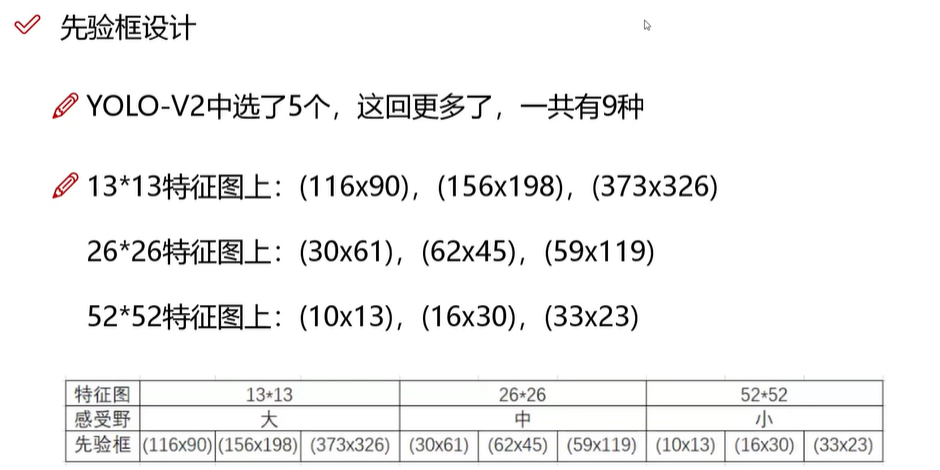 先验框设计
YOLO-V2中选了5个，这回更多了，一共有9种
13*13特征图上：(116x90)，(156x198)，(373x326)
26*26特征图上：(30x61)，(62x45)，(59x119)
52*52特征图上：(10x13)，(16x30)，(33x23)
特征图 13*13 26*26 52*52
感受野 大 中 小
先验框 (116x90) (156x198) (373x326) (30x61) (62x45) (59x119) (10x13) (16x30) (33x23)